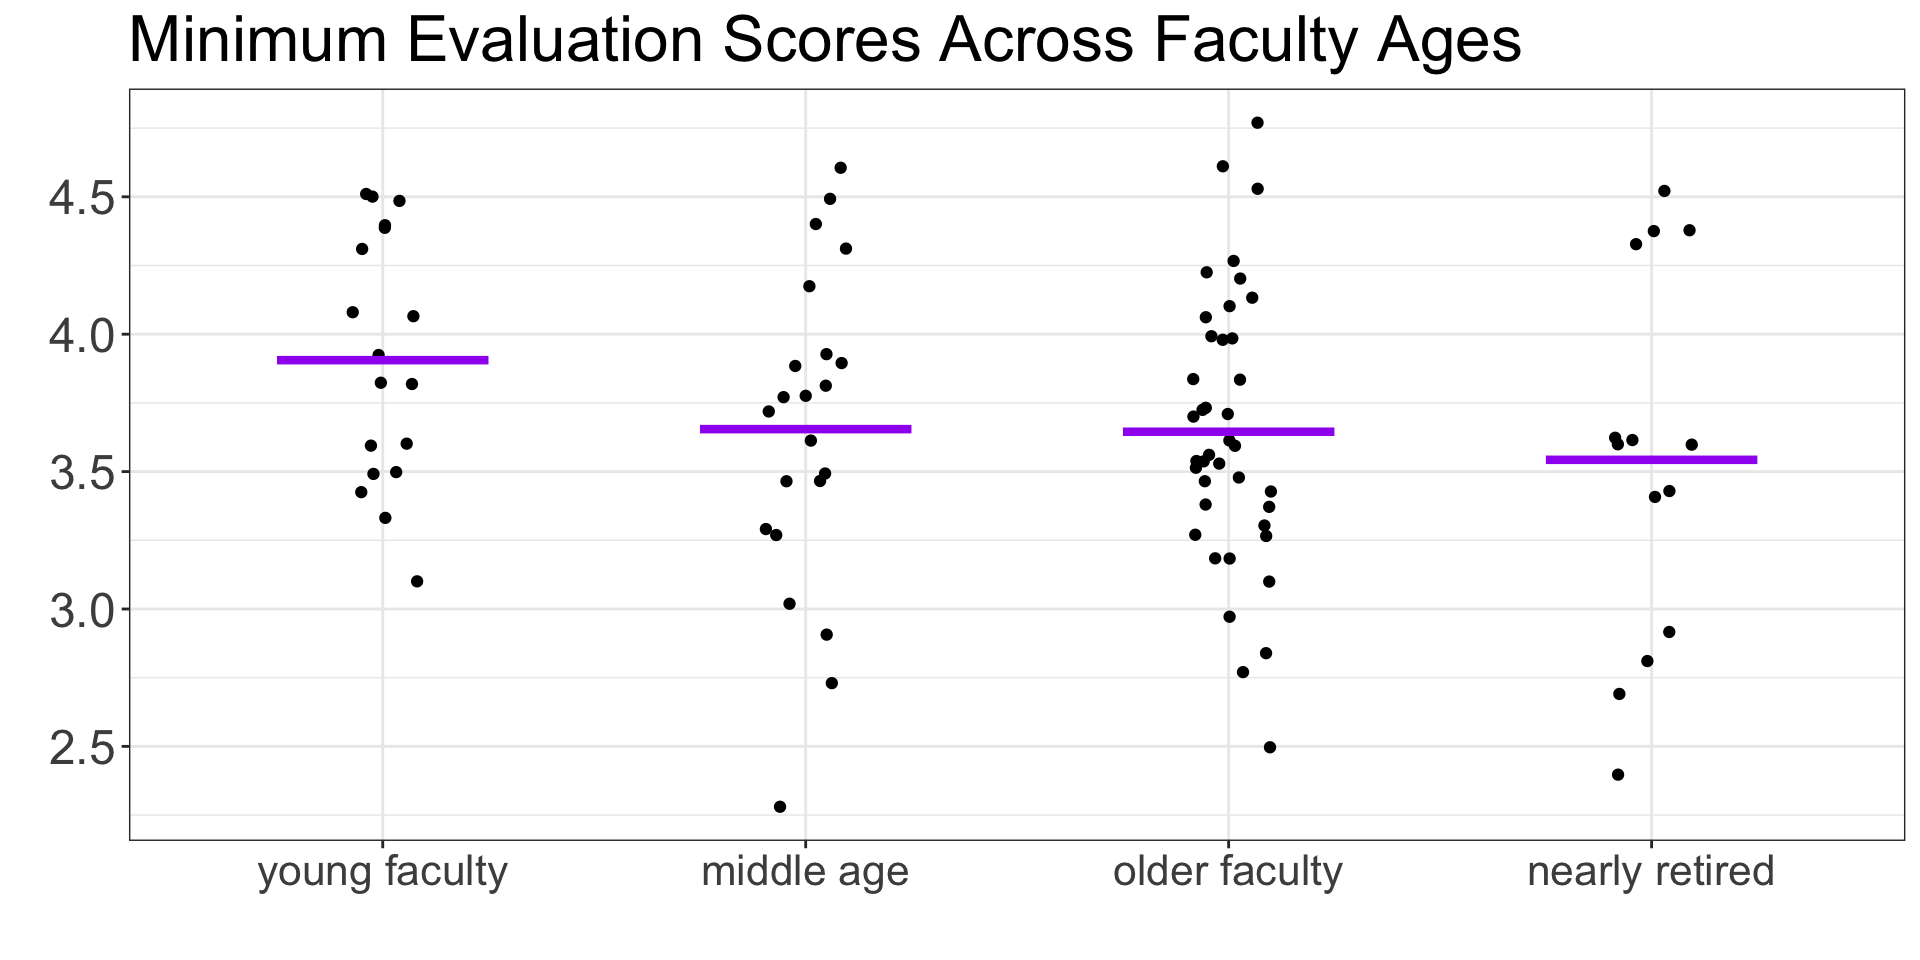 Minimum Evaluation Scores Across Faculty Ages
4.5
4.0
3.5
3.0
2.5
young faculty middle age older faculty nearly retired